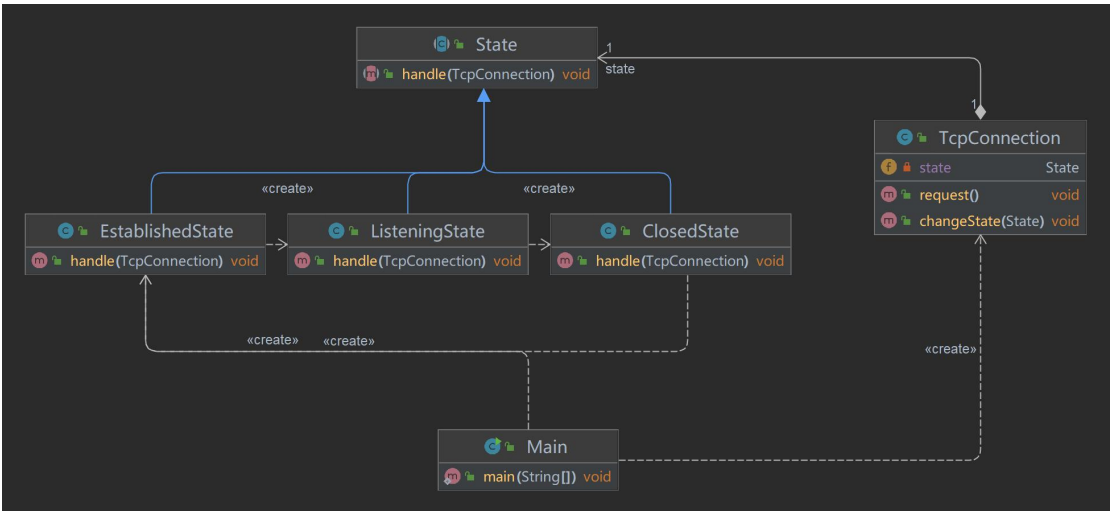 State
handle(TcpConnection) void
1
state
1
TcpConnection
state State
request() void
changeState(State) void
«create» «create»
EstablishedState
handle(TcpConnection) void
ListeningState
handle(TcpConnection) void
ClosedState
handle(TcpConnection) void
«create» «create»
«create»
Main
main(String[]) void